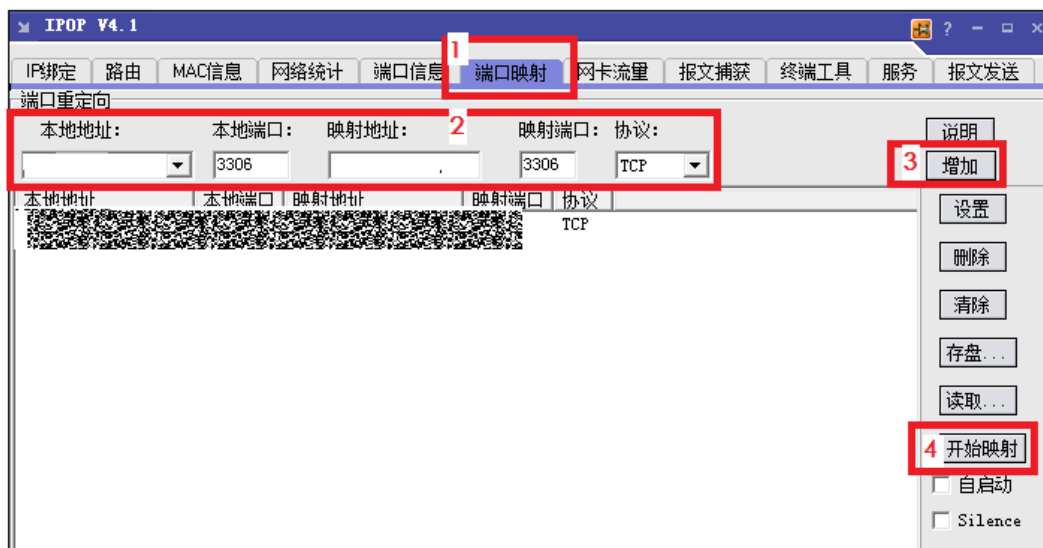 IPOP V4.1
1
IP绑定 路由 MAC信息 网络统计 端口信息 端口映射 网卡流量 报文捕获 终端工具 服务 报文发送
端口重定向
本地地址: 本地端口: 映射地址: 2 映射端口: 协议: 说明
3306 . 3306 TCP 3 增加
本地地址 本地端口 映射地址 映射端口 协议
TCP
设置
删除
清除
存盘...
读取...
4 开始映射
自启动
Silence